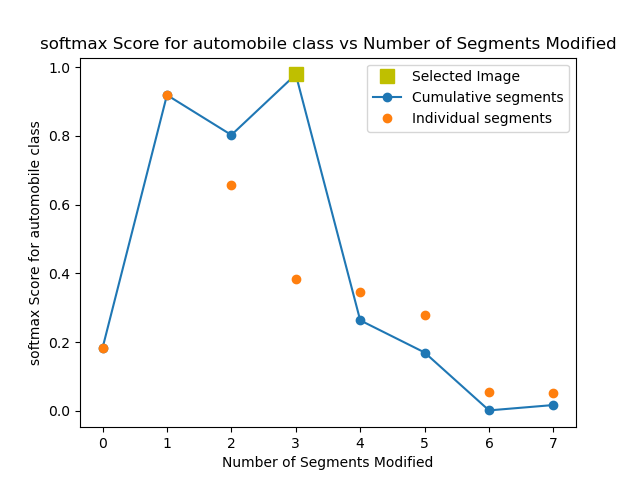 softmax Score for automobile class vs Number of Segments Modified
Selected Image
Cumulative segments
Individual segments
softmax Score for automobile class
1.0
0.8
0.6
0.4
0.2
0.0
0 1 2 3 4 5 6 7
Number of Segments Modified